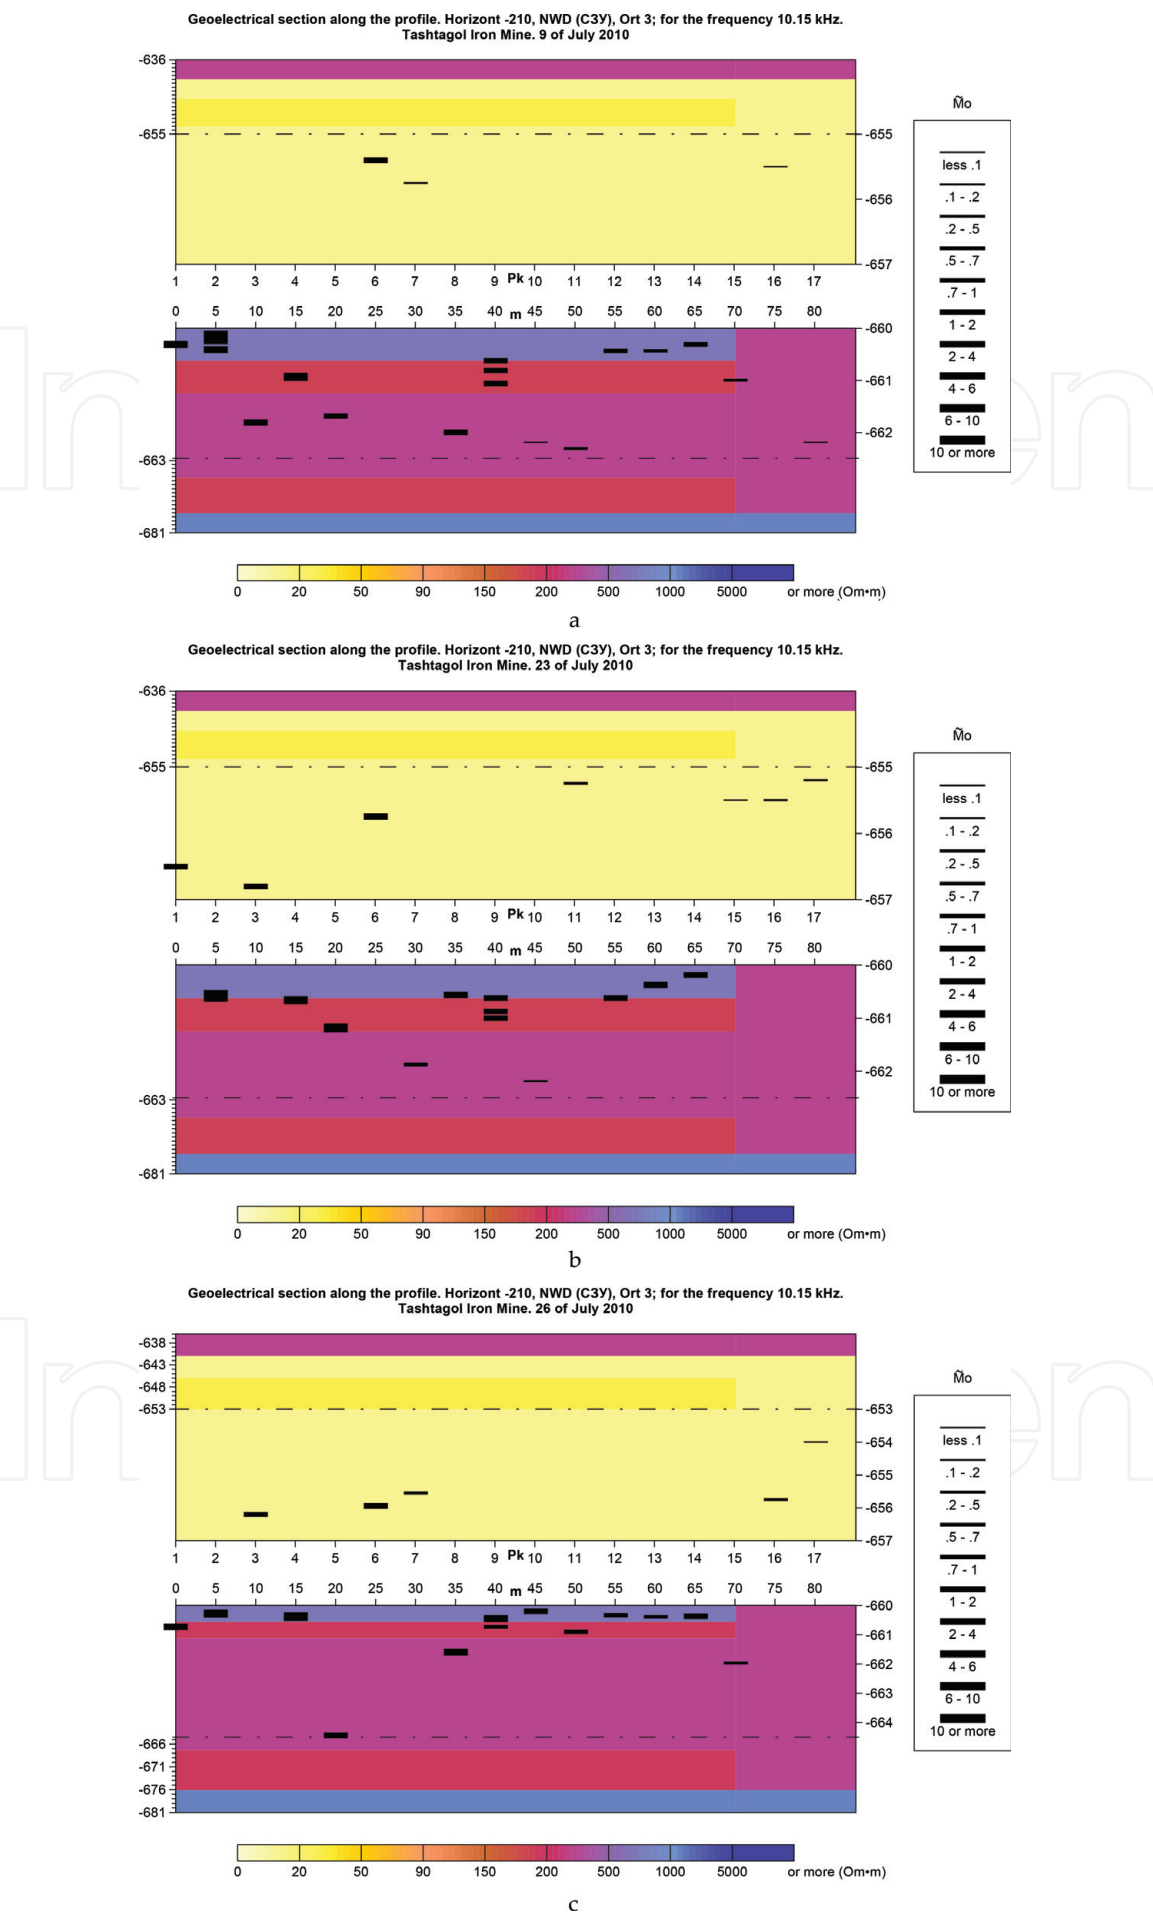 Geoelectrical section along the profile. Horizont -210, NWD (СЗУ), Ort 3; for the frequency 10.15 kHz.
Tashtagol Iron Mine. 9 of July 2010
-636
-655 -655
-656
-657
1 2 3 4 5 6 7 8 9 Pk 10 11 12 13 14 15 16 17
0 5 10 15 20 25 30 35 40 m 45 50 55 60 65 70 75 80
-660
-661
-662
-663
-681
M̃o
less .1
.1 - .2
.2 - .5
.5 - .7
.7 - 1
1 - 2
2 - 4
4 - 6
6 - 10
10 or more
0 20 50 90 150 200 500 1000 5000 or more (Om•m)
a
Geoelectrical section along the profile. Horizont -210, NWD (СЗУ), Ort 3; for the frequency 10.15 kHz.
Tashtagol Iron Mine. 23 of July 2010
-636
-655 -655
-656
-657
1 2 3 4 5 6 7 8 9 Pk 10 11 12 13 14 15 16 17
0 5 10 15 20 25 30 35 40 m 45 50 55 60 65 70 75 80
-660
-661
-662
-663
-681
M̃o
less .1
.1 - .2
.2 - .5
.5 - .7
.7 - 1
1 - 2
2 - 4
4 - 6
6 - 10
10 or more
0 20 50 90 150 200 500 1000 5000 or more (Om•m)
b
Geoelectrical section along the profile. Horizont -210, NWD (СЗУ), Ort 3; for the frequency 10.15 kHz.
Tashtagol Iron Mine. 26 of July 2010
-638
-643
-648
-653 -653
-654
-655
-656
-657
1 2 3 4 5 6 7 8 9 Pk 10 11 12 13 14 15 16 17
0 5 10 15 20 25 30 35 40 m 45 50 55 60 65 70 75 80
-660
-661
-662
-663
-664
-666
-671
-676
-681
M̃o
less .1
.1 - .2
.2 - .5
.5 - .7
.7 - 1
1 - 2
2 - 4
4 - 6
6 - 10
10 or more
0 20 50 90 150 200 500 1000 5000 or more (Om•m)
c